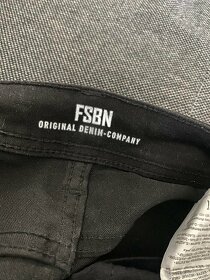 FSBN
ORIGINAL DENIM-COMPANY